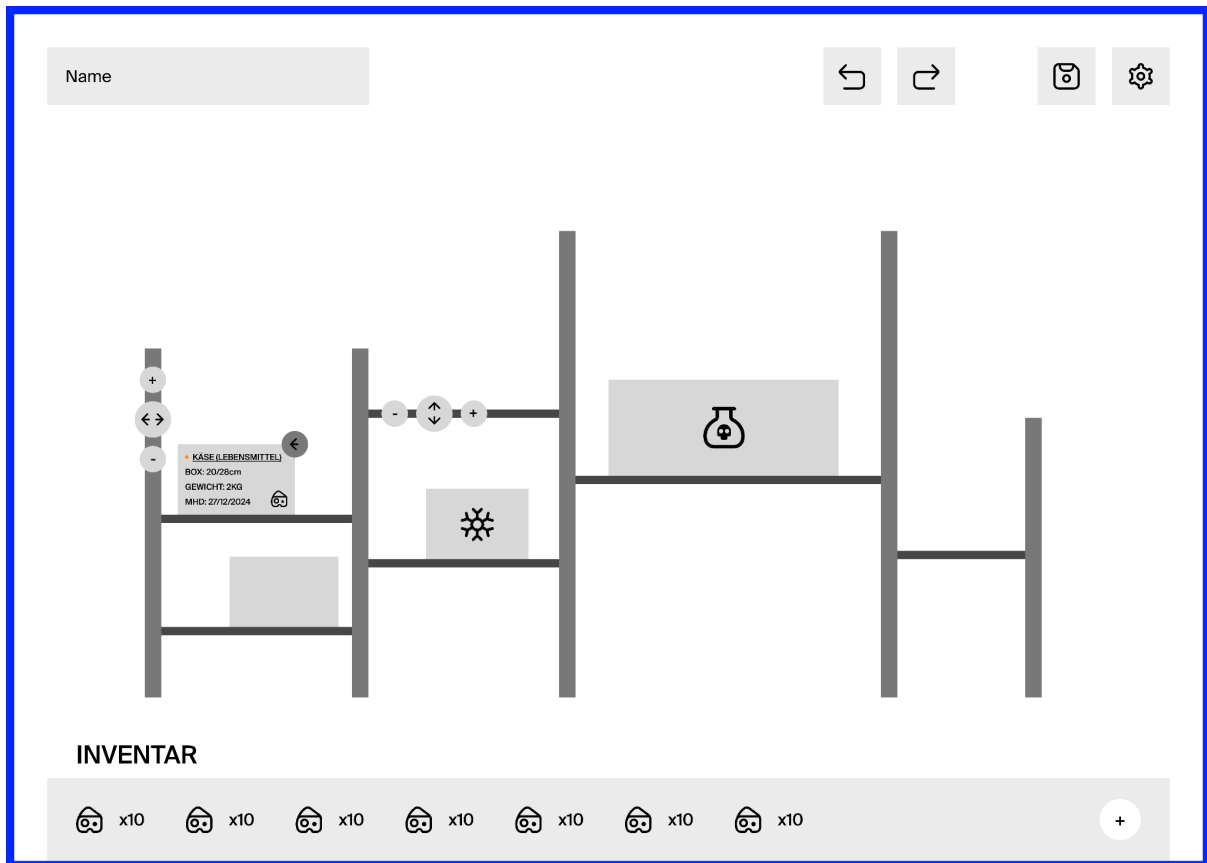 Name
+
-
- +
KÄSE (LEBENSMITTEL)
BOX: 20/28cm
GEWICHT: 2KG
MHD: 27/12/2024
INVENTAR
x10 x10 x10 x10 x10 x10 x10 +